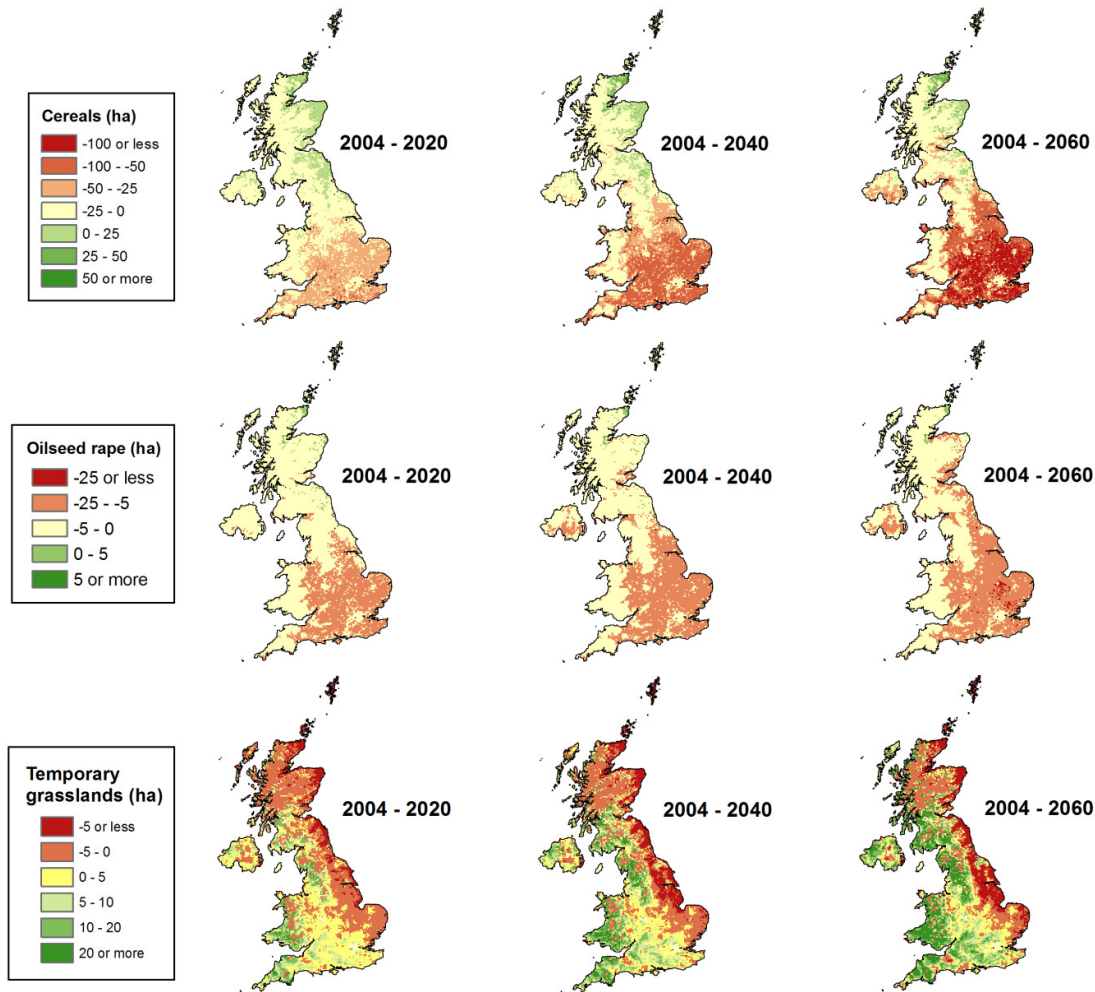 Cereals (ha)
-100 or less
-100 - -50
-50 - -25
-25 - 0
0 - 25
25 - 50
50 or more
2004 - 2020
2004 - 2040
2004 - 2060
Oilseed rape (ha)
-25 or less
-25 - -5
-5 - 0
0 - 5
5 or more
2004 - 2020
2004 - 2040
2004 - 2060
Temporary
grasslands (ha)
-5 or less
-5 - 0
0 - 5
5 - 10
10 - 20
20 or more
2004 - 2020
2004 - 2040
2004 - 2060